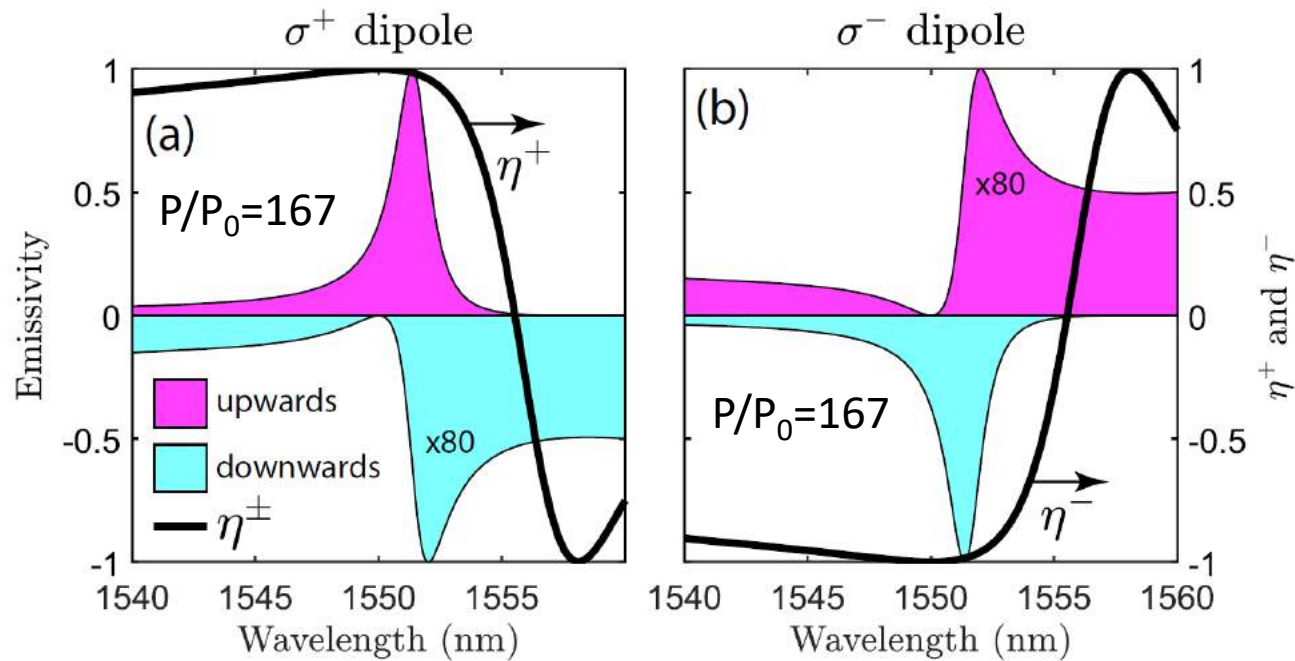 σ⁺ dipole
σ⁻ dipole
1
0.5
0
-0.5
-1
Emissivity
(a)
η⁺
P/P₀=167
upwards
downwards
η±
x80
1540
1545
1550
1555
Wavelength (nm)
(b)
x80
P/P₀=167
η⁻
1540
1545
1550
1555
1560
Wavelength (nm)
1
0.5
0
-0.5
-1
η⁺ and η⁻